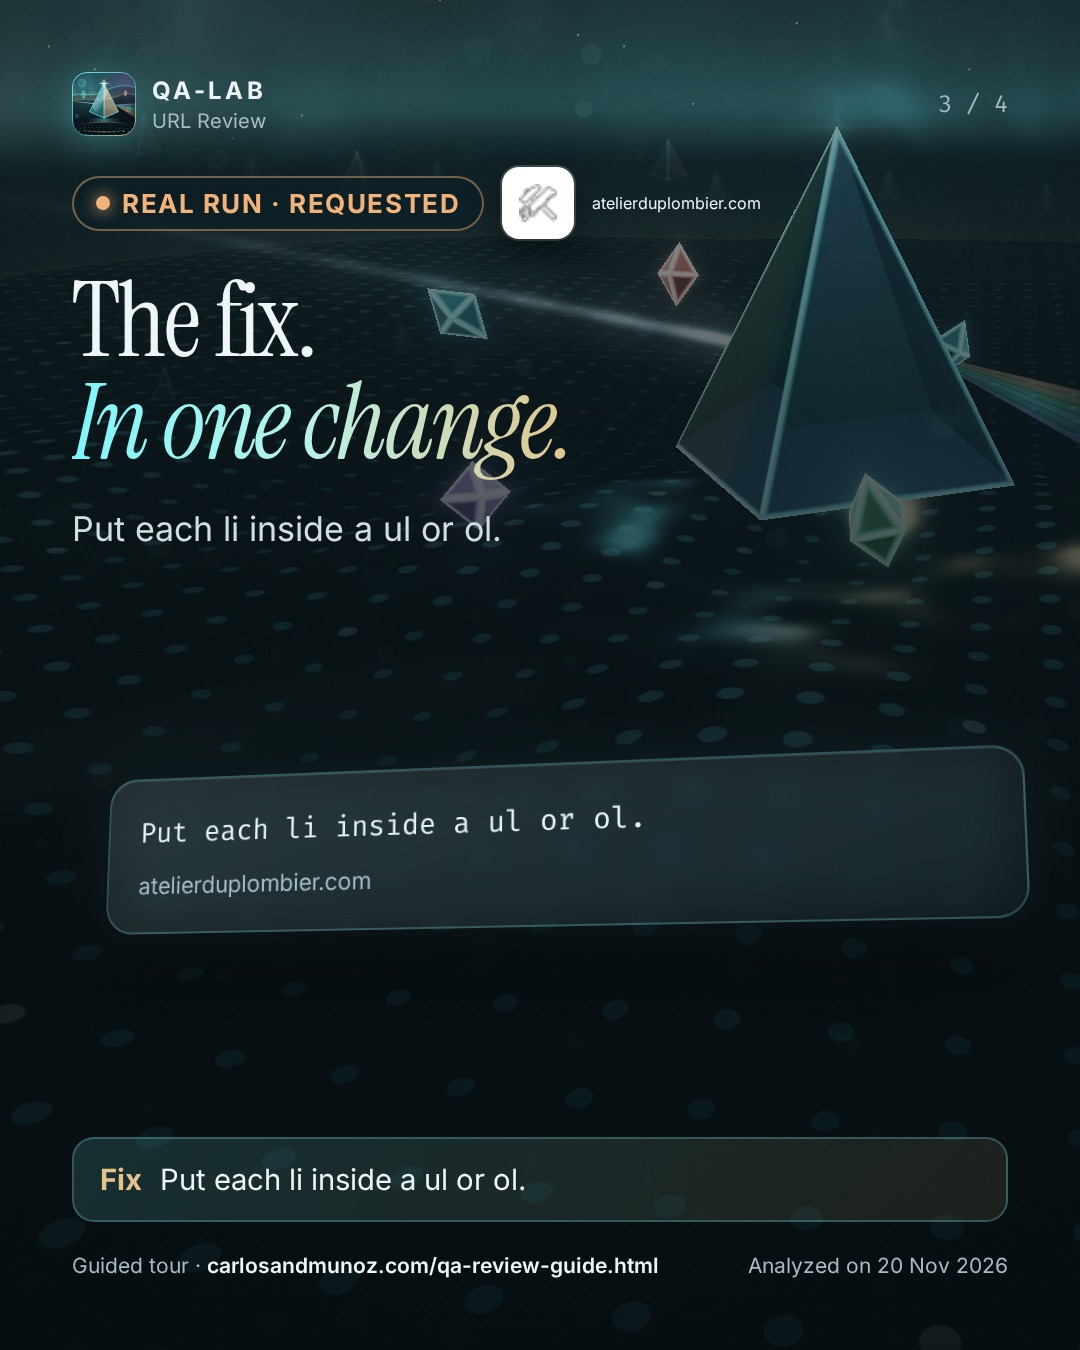 QA-LAB
URL Review
3 / 4
REAL RUN · REQUESTED
atelierduplombier.com
The fix.
In one change.
Put each li inside a ul or ol.
Put each li inside a ul or ol.
atelierduplombier.com
Fix Put each li inside a ul or ol.
Guided tour · carlosandmunoz.com/qa-review-guide.html
Analyzed on 20 Nov 2026